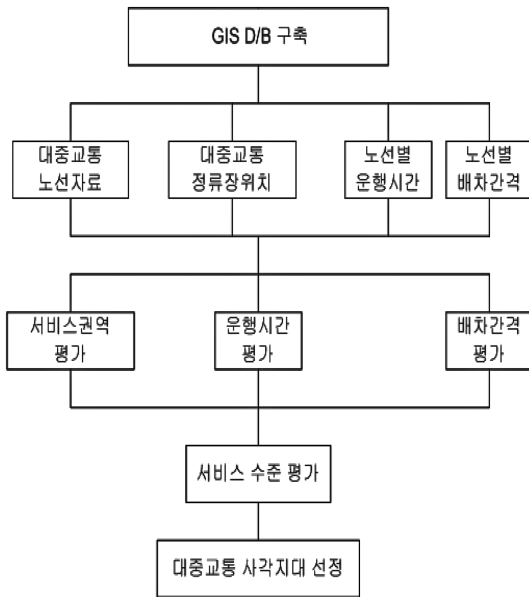 GIS D/B 구축
대중교통
노선자료
대중교통
정류장위치
노선별
운행시간
노선별
배차간격
서비스권역
평가
운행시간
평가
배차간격
평가
서비스 수준 평가
대중교통 사각지대 선정